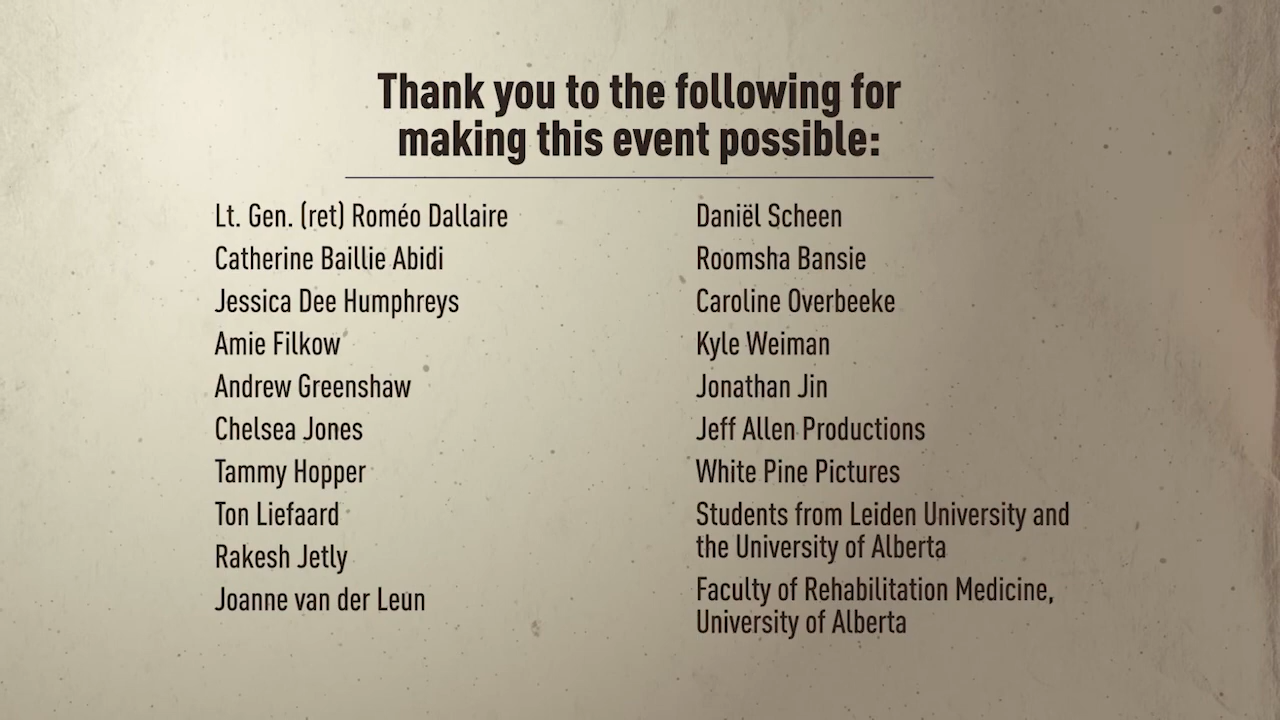 Thank you to the following for
making this event possible:
Lt. Gen. (ret) Roméo Dallaire
Catherine Baillie Abidi
Jessica Dee Humphreys
Amie Filkow
Andrew Greenshaw
Chelsea Jones
Tammy Hopper
Ton Liefaard
Rakesh Jetly
Joanne van der Leun
Daniël Scheen
Roomsha Bansie
Caroline Overbeeke
Kyle Weiman
Jonathan Jin
Jeff Allen Productions
White Pine Pictures
Students from Leiden University and
the University of Alberta
Faculty of Rehabilitation Medicine,
University of Alberta